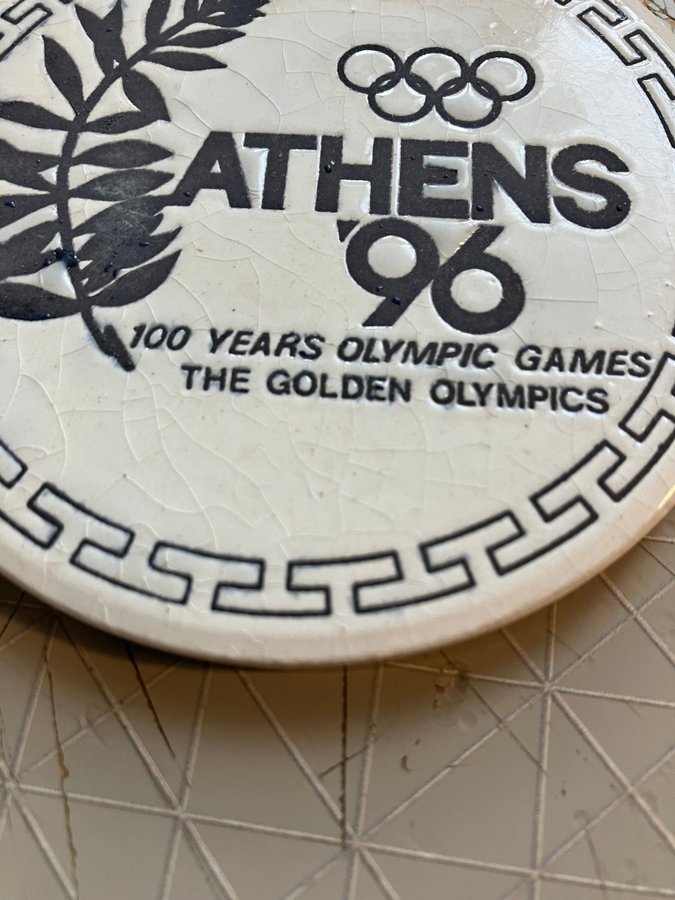 ATHENS
'96
100 YEARS OLYMPIC GAMES
THE GOLDEN OLYMPICS